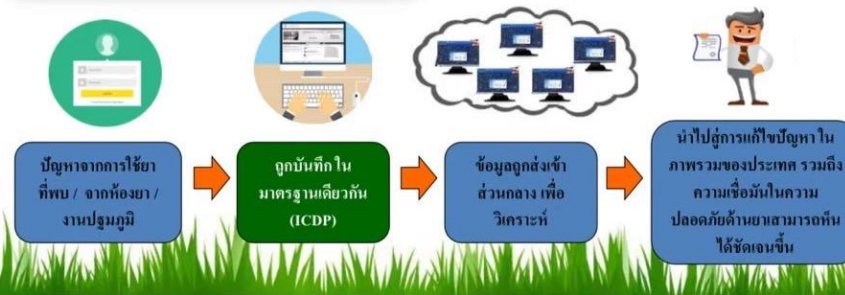 ปัญหาจากการใช้ยา
ที่พบ / จากห้องยา /
งานปฐมภูมิ
ถูกบันทึก ใน
มาตรฐานเดียวกัน
(ICDP)
ข้อมูลถูกส่งเข้า
ส่วนกลาง เพื่อ
วิเคราะห์
นำไปสู่การแก้ไขปัญหา ใน
ภาพรวมของประเทศ รวมถึง
ความเชื่อมั่นในความ
ปลอดภัยด้านยาสามารถเห็น
ได้ชัดเจนขึ้น